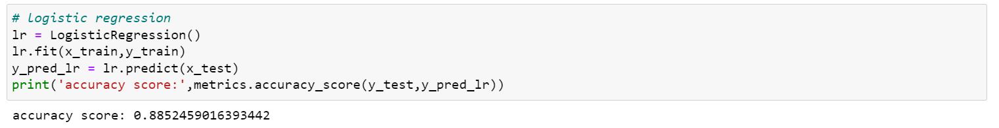 # logistic regression
lr = LogisticRegression()
lr.fit(x_train,y_train)
y_pred_lr = lr.predict(x_test)
print('accuracy score:',metrics.accuracy_score(y_test,y_pred_lr))
accuracy score: 0.8852459016393442